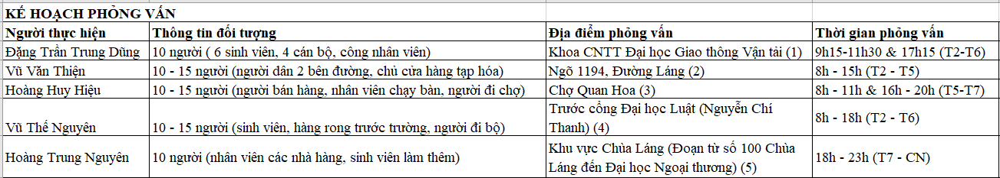 KẾ HOẠCH PHỎNG VẤN
Người thực hiện Thông tin đối tượng Địa điểm phỏng vấn Thời gian phỏng vấn
Đặng Trần Trung Dũng 10 người ( 6 sinh viên, 4 cán bộ, công nhân viên) Khoa CNTT Đại học Giao thông Vận tải (1) 9h15-11h30 & 17h15 (T2-T6)
Vũ Văn Thiện 10 - 15 người (người dân 2 bên đường, chủ cửa hàng tạp hóa) Ngõ 1194, Đường Láng (2) 8h - 15h (T2 - T5)
Hoàng Huy Hiệu 10 - 15 người (người bán hàng, nhân viên chạy bàn, người đi chợ) Chợ Quan Hoa (3) 8h - 11h & 16h - 20h (T5-T7)
Vũ Thế Nguyên 10 - 15 người (sinh viên, hàng rong trước trường, người đi bộ) Trước cổng Đại học Luật (Nguyễn Chí
Thanh) (4) 8h - 18h (T2 - T6)
Hoàng Trung Nguyên 10 người (nhân viên các nhà hàng, sinh viên làm thêm) Khu vực Chùa Láng (Đoạn từ số 100 Chùa
Láng đến Đại học Ngoại thương) (5) 18h - 23h (T7 - CN)